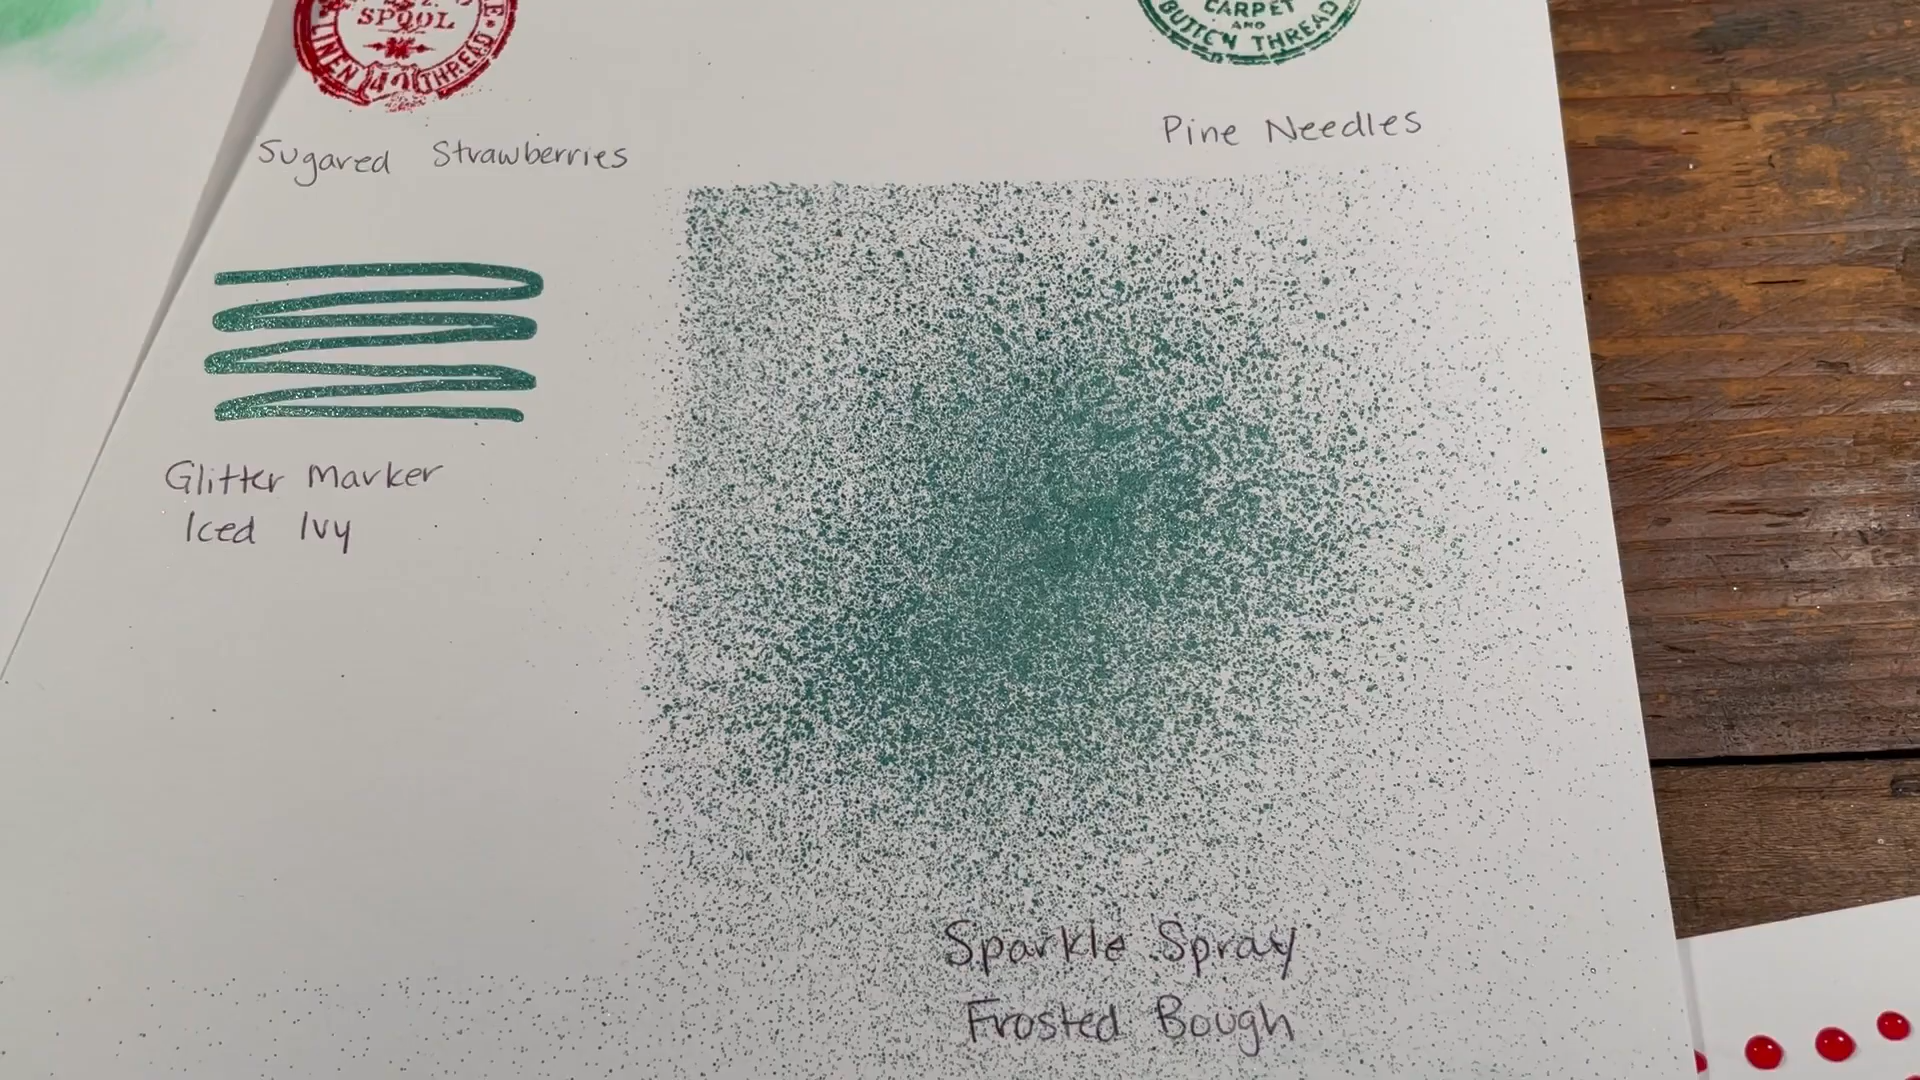 SPOOL
LINEN 40 THREAD
CARPET
AND
BUTC'N THREAD
Sugared Strawberries
Pine Needles
Glitter Marker
Iced Ivy
Sparkle Spray
Frosted Bough